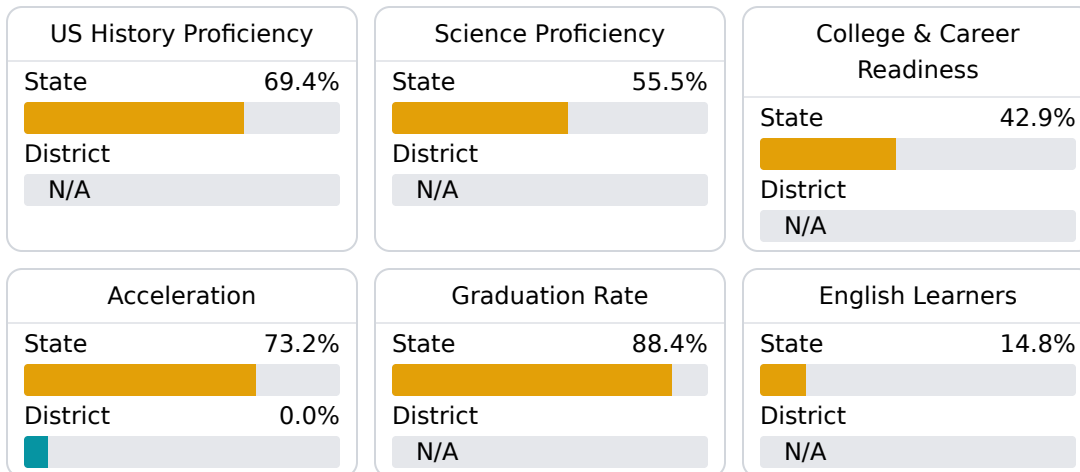 US History Proficiency
State 69.4%
District
N/A
Science Proficiency
State 55.5%
District
N/A
College & Career
Readiness
State 42.9%
District
N/A
Acceleration
State 73.2%
District 0.0%
Graduation Rate
State 88.4%
District
N/A
English Learners
State 14.8%
District
N/A